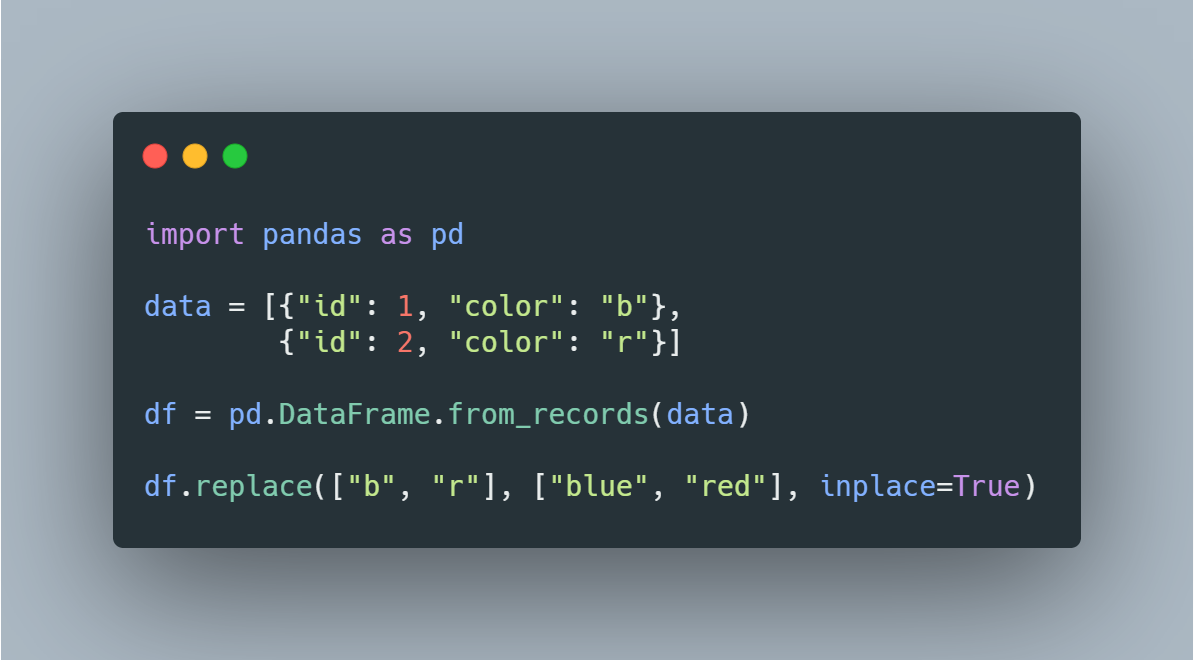 import pandas as pd
data = [{"id": 1, "color": "b"},
        {"id": 2, "color": "r"}]
df = pd.DataFrame.from_records(data)
df.replace(["b", "r"], ["blue", "red"], inplace=True)